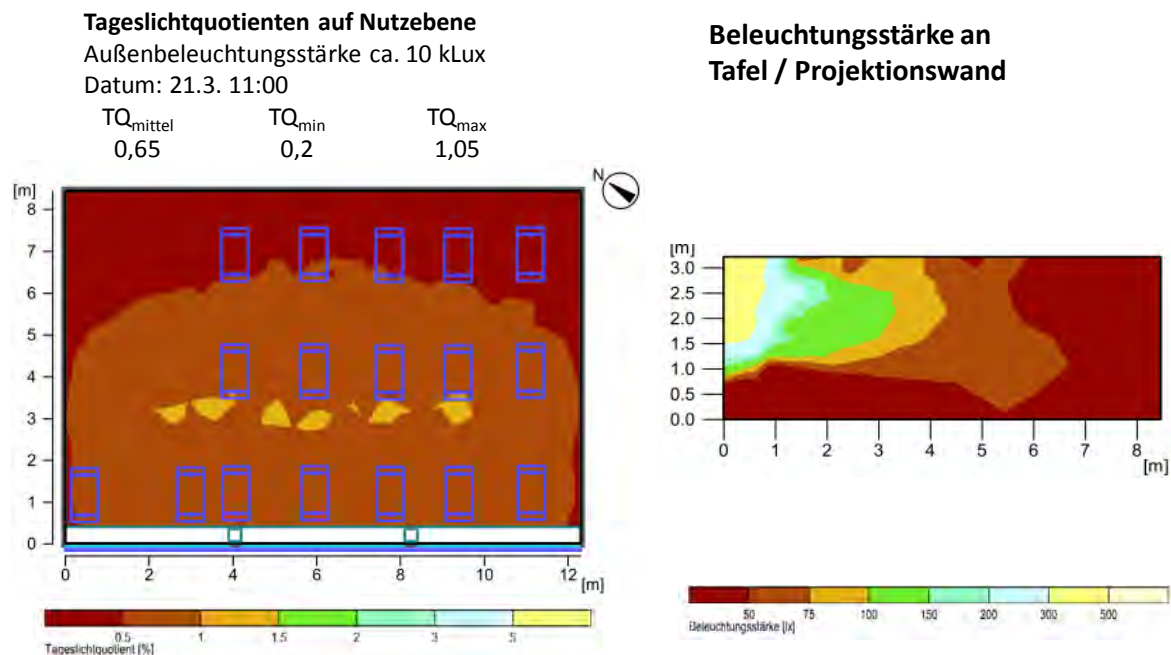 Tageslichtquotienten auf Nutzebene
Außenbeleuchtungsstärke ca. 10 kLux
Datum: 21.3. 11:00
TQmittel TQmin TQmax
0,65 0,2 1,05
Beleuchtungsstärke an
Tafel / Projektionswand
N
[m]
8
7
6
5
4
3
2
1
0
0 2 4 6 8 10 12
[m]
0.5 1 1.5 2 3 5
Tageslichtquotient [%]
[m]
3.0
2.5
2.0
1.5
1.0
0.5
0.0
0 1 2 3 4 5 6 7 8
[m]
50 75 100 150 200 300 500
Beleuchtungsstärke [lx]